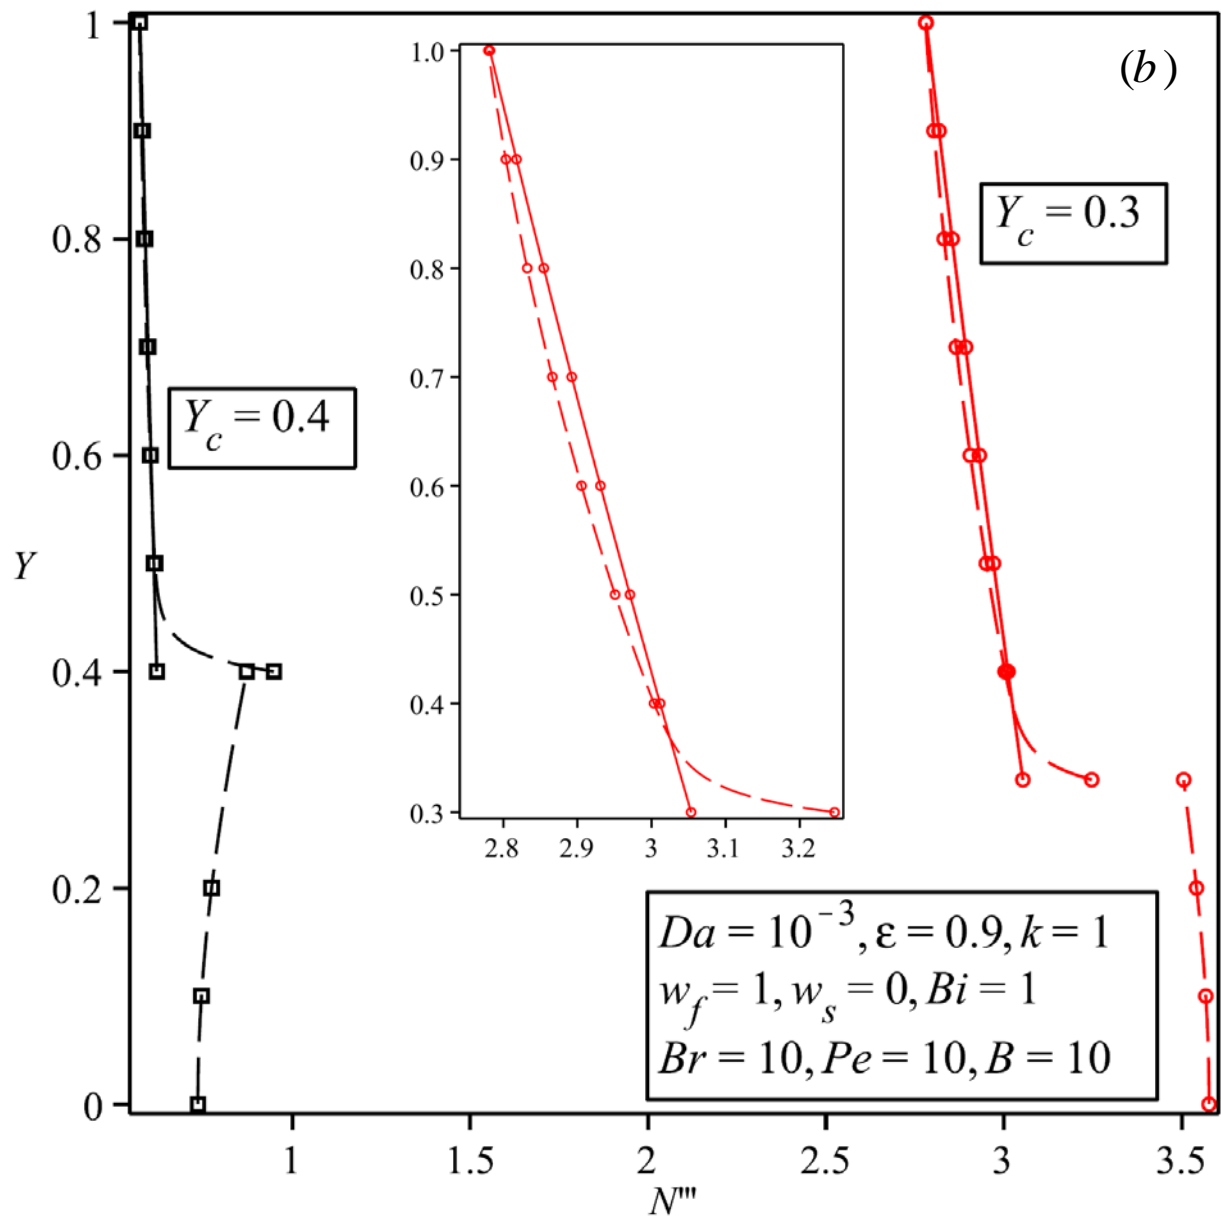 (b)
1
0.8
0.6
0.4
0.2
0
Y
Y_c = 0.4
1.0
0.9
0.8
0.7
0.6
0.5
0.4
0.3
2.8 2.9 3 3.1 3.2
Y_c = 0.3
Da = 10⁻³, ε = 0.9, k = 1
w_f = 1, w_s = 0, Bi = 1
Br = 10, Pe = 10, B = 10
1 1.5 2 2.5 3 3.5
N'''